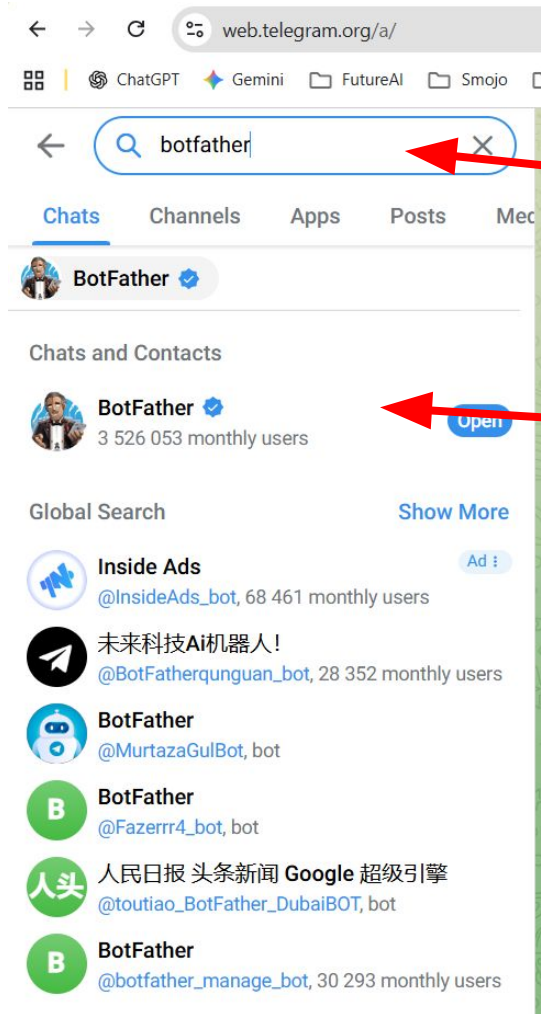 web.telegram.org/a/
ChatGPT Gemini FutureAI Smojo
botfather
Chats Channels Apps Posts Med
BotFather
Chats and Contacts
BotFather
3 526 053 monthly users
Open
Global Search Show More
Inside Ads
Ad
@InsideAds_bot, 68 461 monthly users
未来科技Ai机器人！
@BotFatherqunguan_bot, 28 352 monthly users
BotFather
@MurtazaGulBot, bot
B
BotFather
@Fazerrr4_bot, bot
人头
人民日报 头条新闻 Google 超级引擎
@toutiao_BotFather_DubaiBOT, bot
B
BotFather
@botfather_manage_bot, 30 293 monthly users